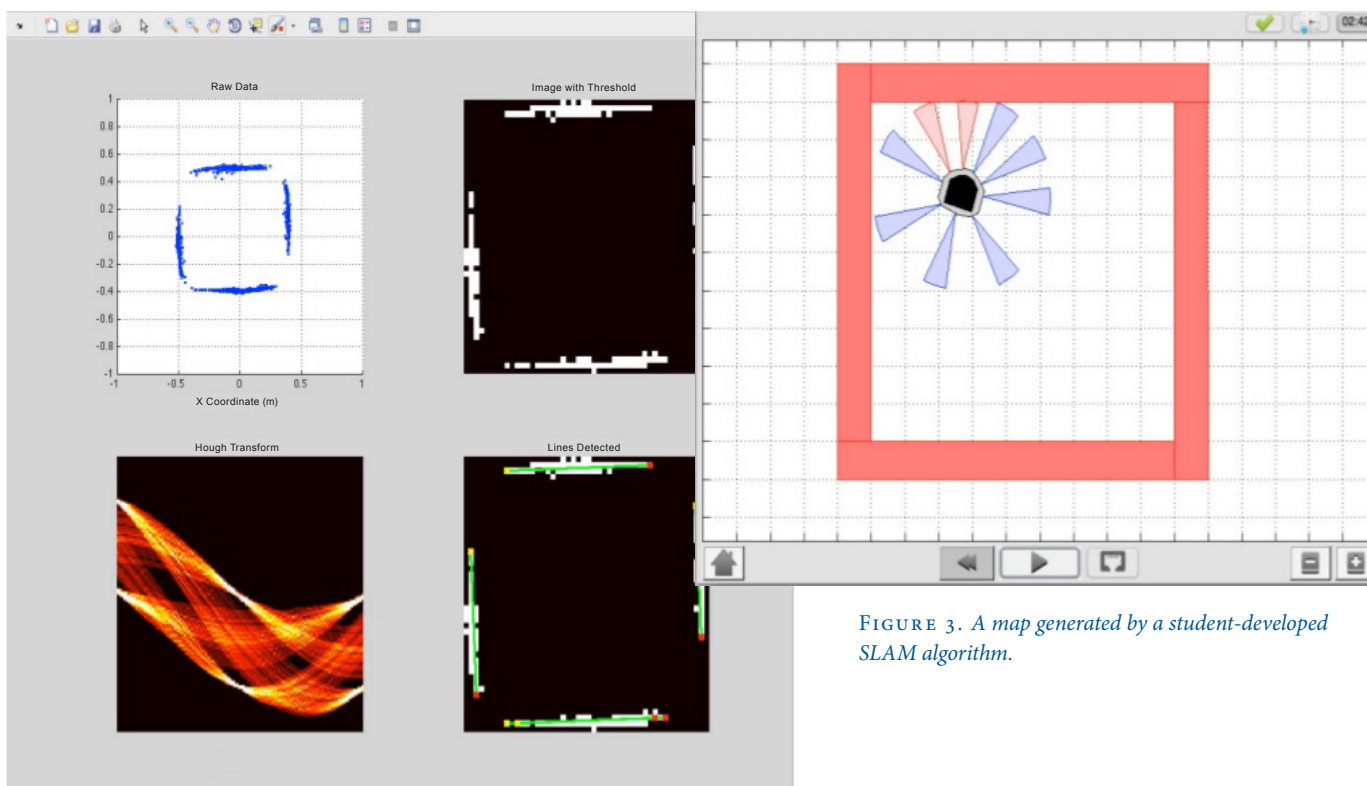 02:42
Raw Data
1
0.8
0.6
0.4
0.2
0
-0.2
-0.4
-0.6
-0.8
-1
-1
-0.5
0
0.5
1
X Coordinate (m)
Image with Threshold
Hough Transform
Lines Detected
FIGURE 3. A map generated by a student-developed
SLAM algorithm.